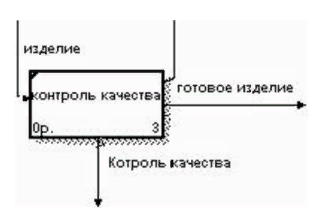 изделие
контроль качества
готовое изделие
0р. 3
Котроль качества